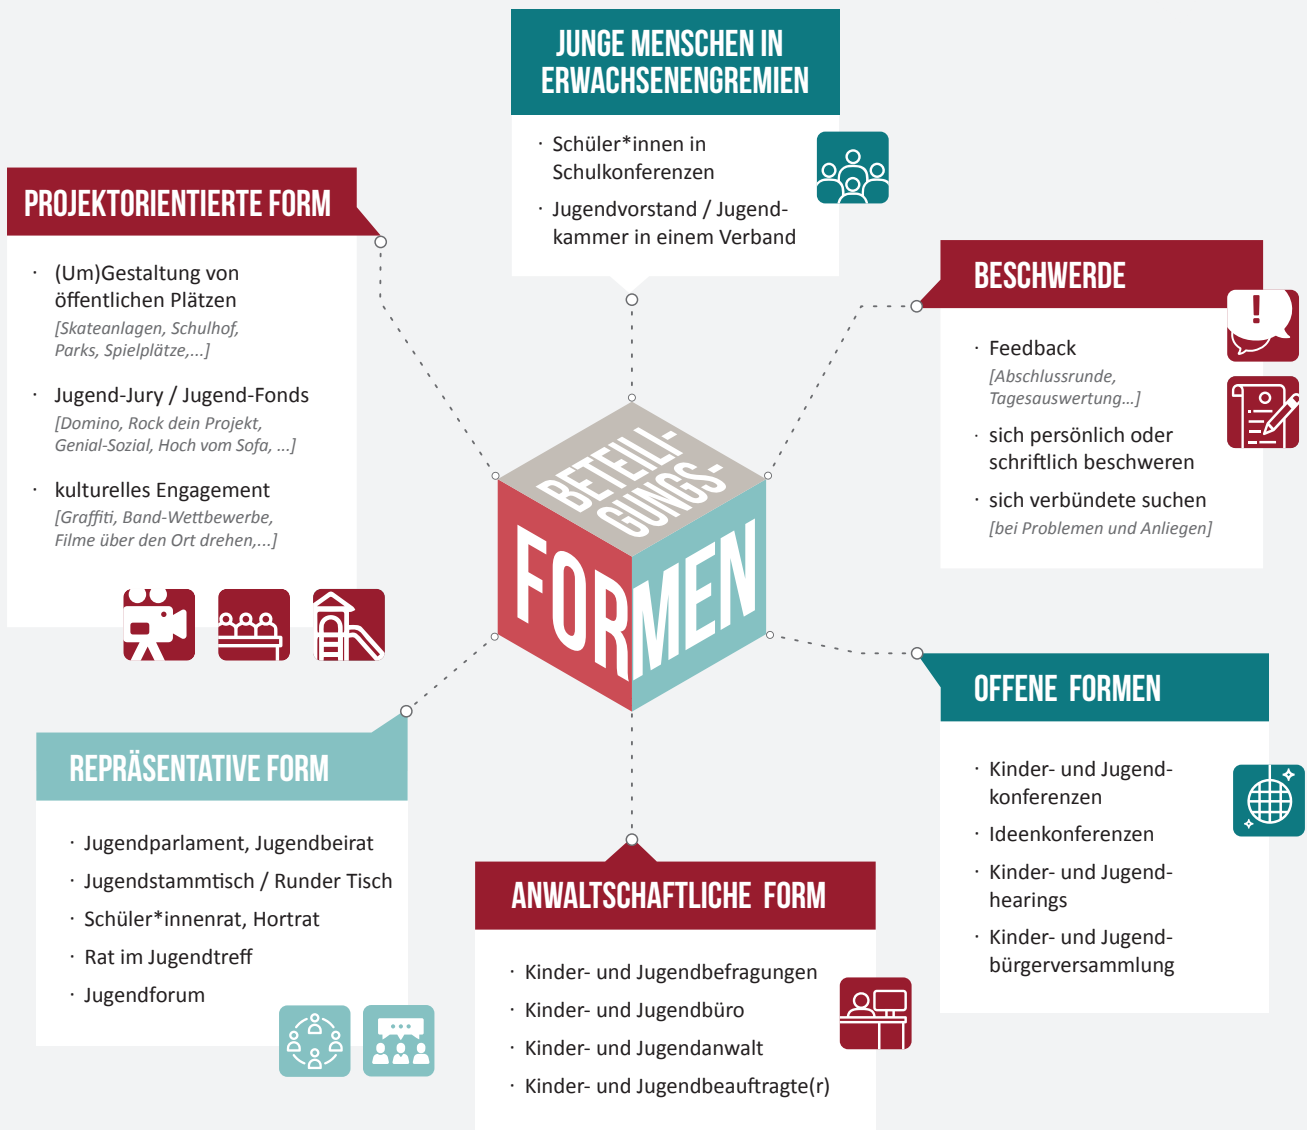 JUNGE MENSCHEN IN
ERWACHSENENGREMIEN
· Schüler*innen in
Schulkonferenzen
· Jugendvorstand / Jugend-
kammer in einem Verband
PROJEKTORIENTIERTE FORM
· (Um)Gestaltung von
öffentlichen Plätzen
[Skateanlagen, Schulhof,
Parks, Spielplätze,...]
· Jugend-Jury / Jugend-Fonds
[Domino, Rock dein Projekt,
Genial-Sozial, Hoch vom Sofa, ...]
· kulturelles Engagement
[Graffiti, Band-Wettbewerbe,
Filme über den Ort drehen,...]
BESCHWERDE
· Feedback
[Abschlussrunde,
Tagesauswertung...]
· sich persönlich oder
schriftlich beschweren
· sich verbündete suchen
[bei Problemen und Anliegen]
BETEILI-
GUNGS-
FORMEN
REPRÄSENTATIVE FORM
· Jugendparlament, Jugendbeirat
· Jugendstammtisch / Runder Tisch
· Schüler*innenrat, Hortrat
· Rat im Jugendtreff
· Jugendforum
ANWALTSCHAFTLICHE FORM
· Kinder- und Jugendbefragungen
· Kinder- und Jugendbüro
· Kinder- und Jugendanwalt
· Kinder- und Jugendbeauftragte(r)
OFFENE FORMEN
· Kinder- und Jugend-
konferenzen
· Ideenkonferenzen
· Kinder- und Jugend-
hearings
· Kinder- und Jugend-
bürgerversammlung